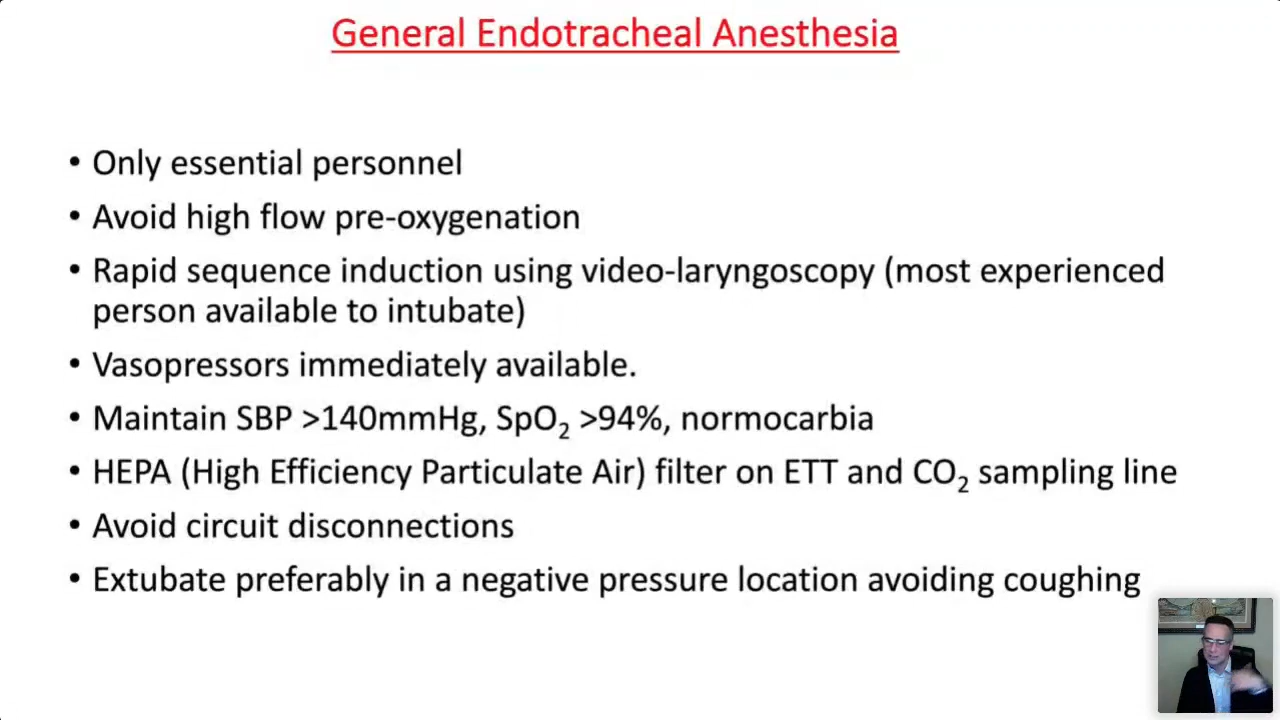 General Endotracheal Anesthesia
• Only essential personnel
• Avoid high flow pre-oxygenation
• Rapid sequence induction using video-laryngoscopy (most experienced
person available to intubate)
• Vasopressors immediately available.
• Maintain SBP >140mmHg, SpO₂ >94%, normocarbia
• HEPA (High Efficiency Particulate Air) filter on ETT and CO₂ sampling line
• Avoid circuit disconnections
• Extubate preferably in a negative pressure location avoiding coughing